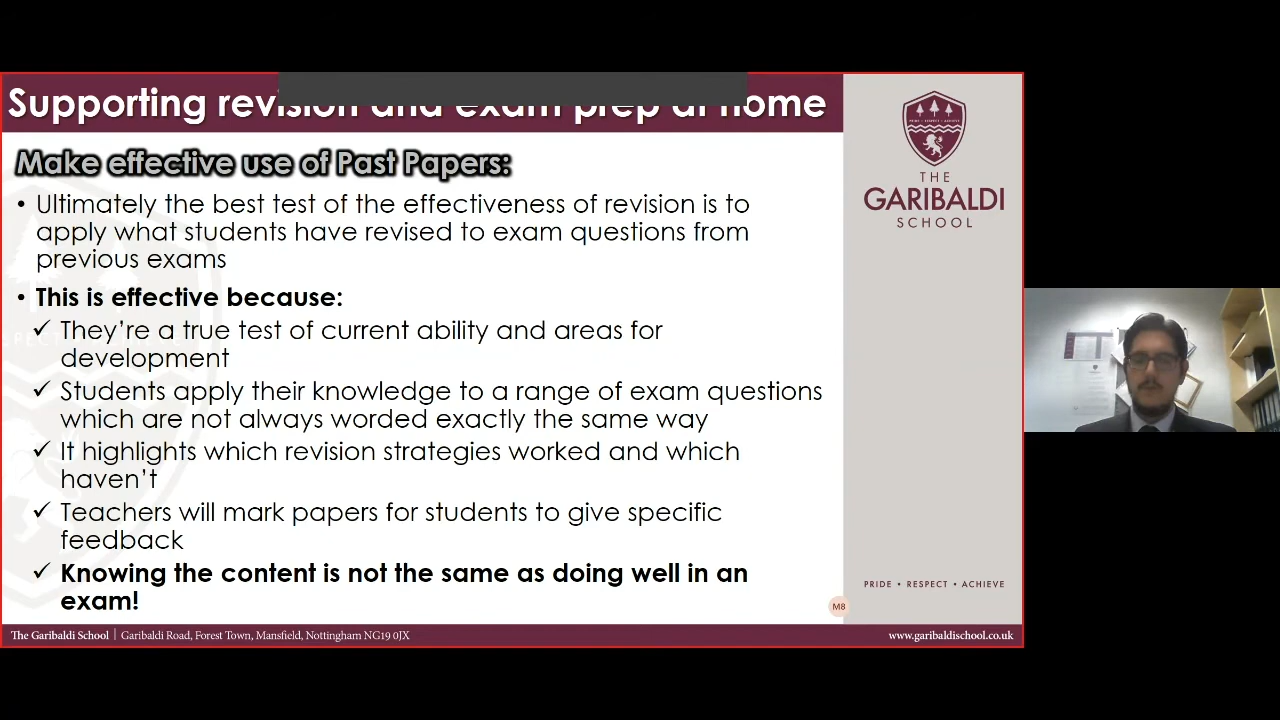 Supporting revision and exam prep at home
Make effective use of Past Papers:
• Ultimately the best test of the effectiveness of revision is to
apply what students have revised to exam questions from
previous exams
• This is effective because:
✓ They’re a true test of current ability and areas for
development
✓ Students apply their knowledge to a range of exam questions
which are not always worded exactly the same way
✓ It highlights which revision strategies worked and which
haven’t
✓ Teachers will mark papers for students to give specific
feedback
✓ Knowing the content is not the same as doing well in an
exam!
PRIDE • RESPECT • ACHIEVE
THE
GARIBALDI
SCHOOL
PRIDE • RESPECT • ACHIEVE
M8
The Garibaldi School | Garibaldi Road, Forest Town, Mansfield, Nottingham NG19 0JX
www.garibaldischool.co.uk